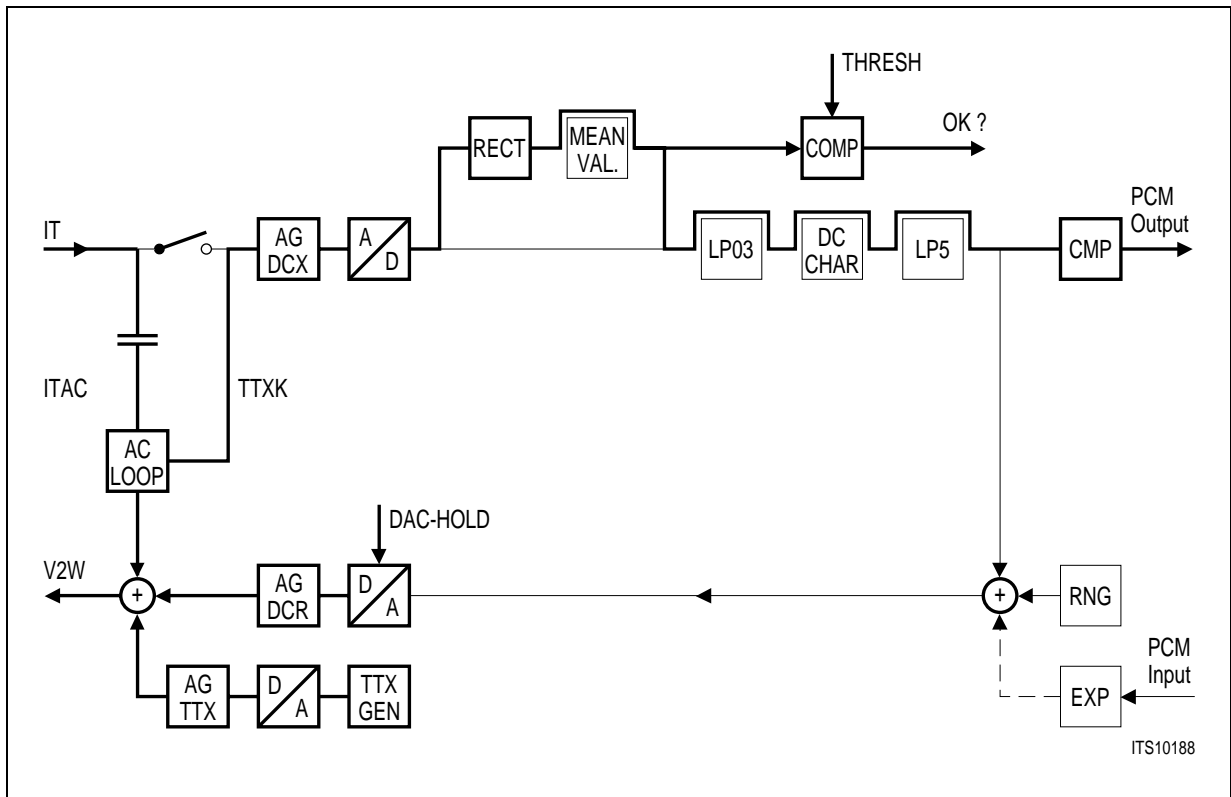 THRESH
OK ?
RECT
MEAN
VAL.
COMP
PCM
Output
IT
AG
DCX
A
D
LP03
DC
CHAR
LP5
CMP
ITAC
TTXK
AC
LOOP
DAC-HOLD
V2W
+
AG
DCR
D
A
+
RNG
PCM
Input
AG
TTX
D
A
TTX
GEN
EXP
ITS10188